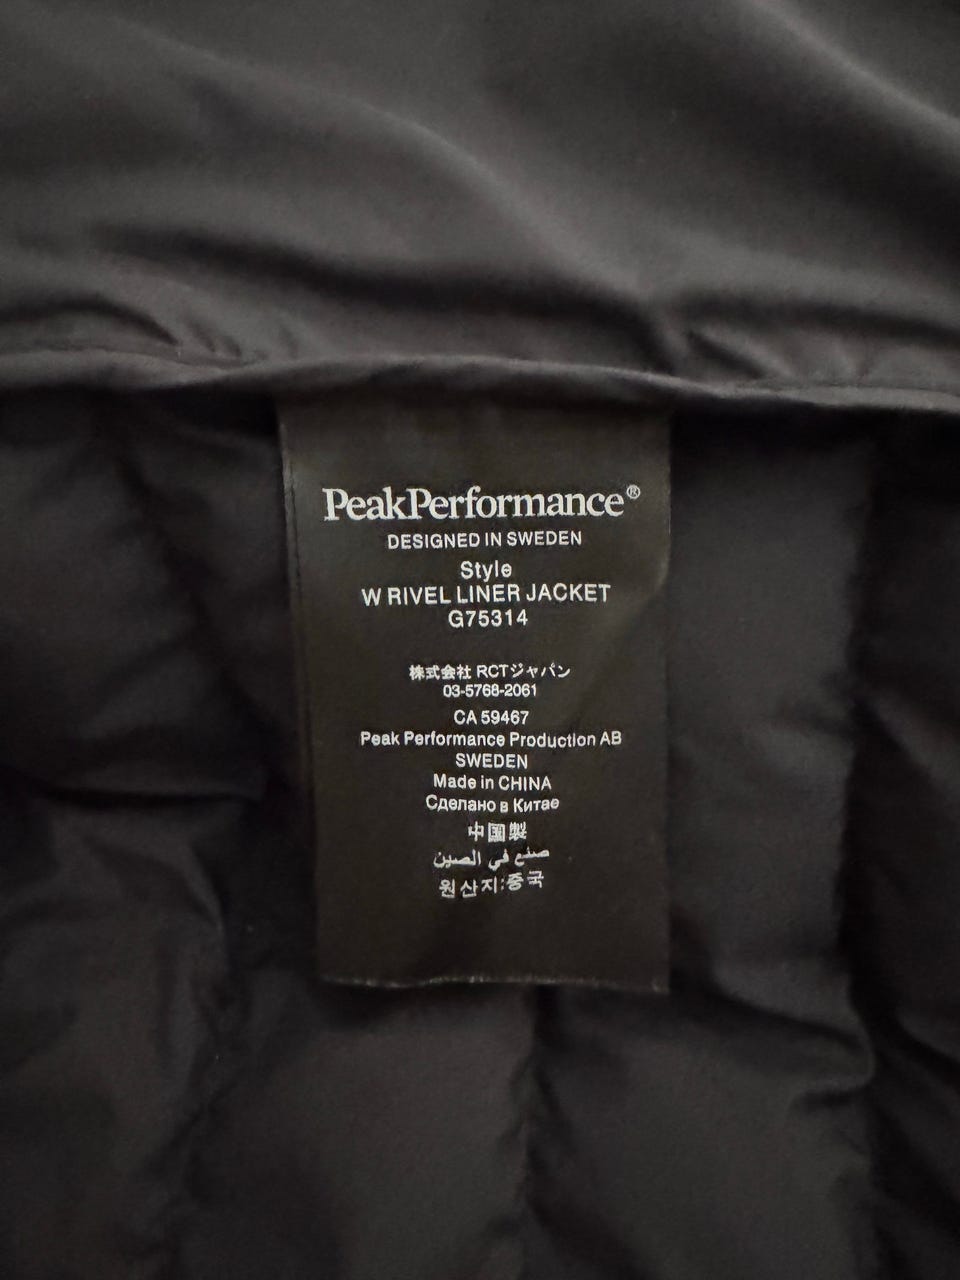 PeakPerformance®
DESIGNED IN SWEDEN
Style
W RIVEL LINER JACKET
G75314
株式会社 RCTジャパン
03-5768-2061
CA 59467
Peak Performance Production AB
SWEDEN
Made in CHINA
Сделано в Китае
中国製
صنع في الصين
원산지:중국